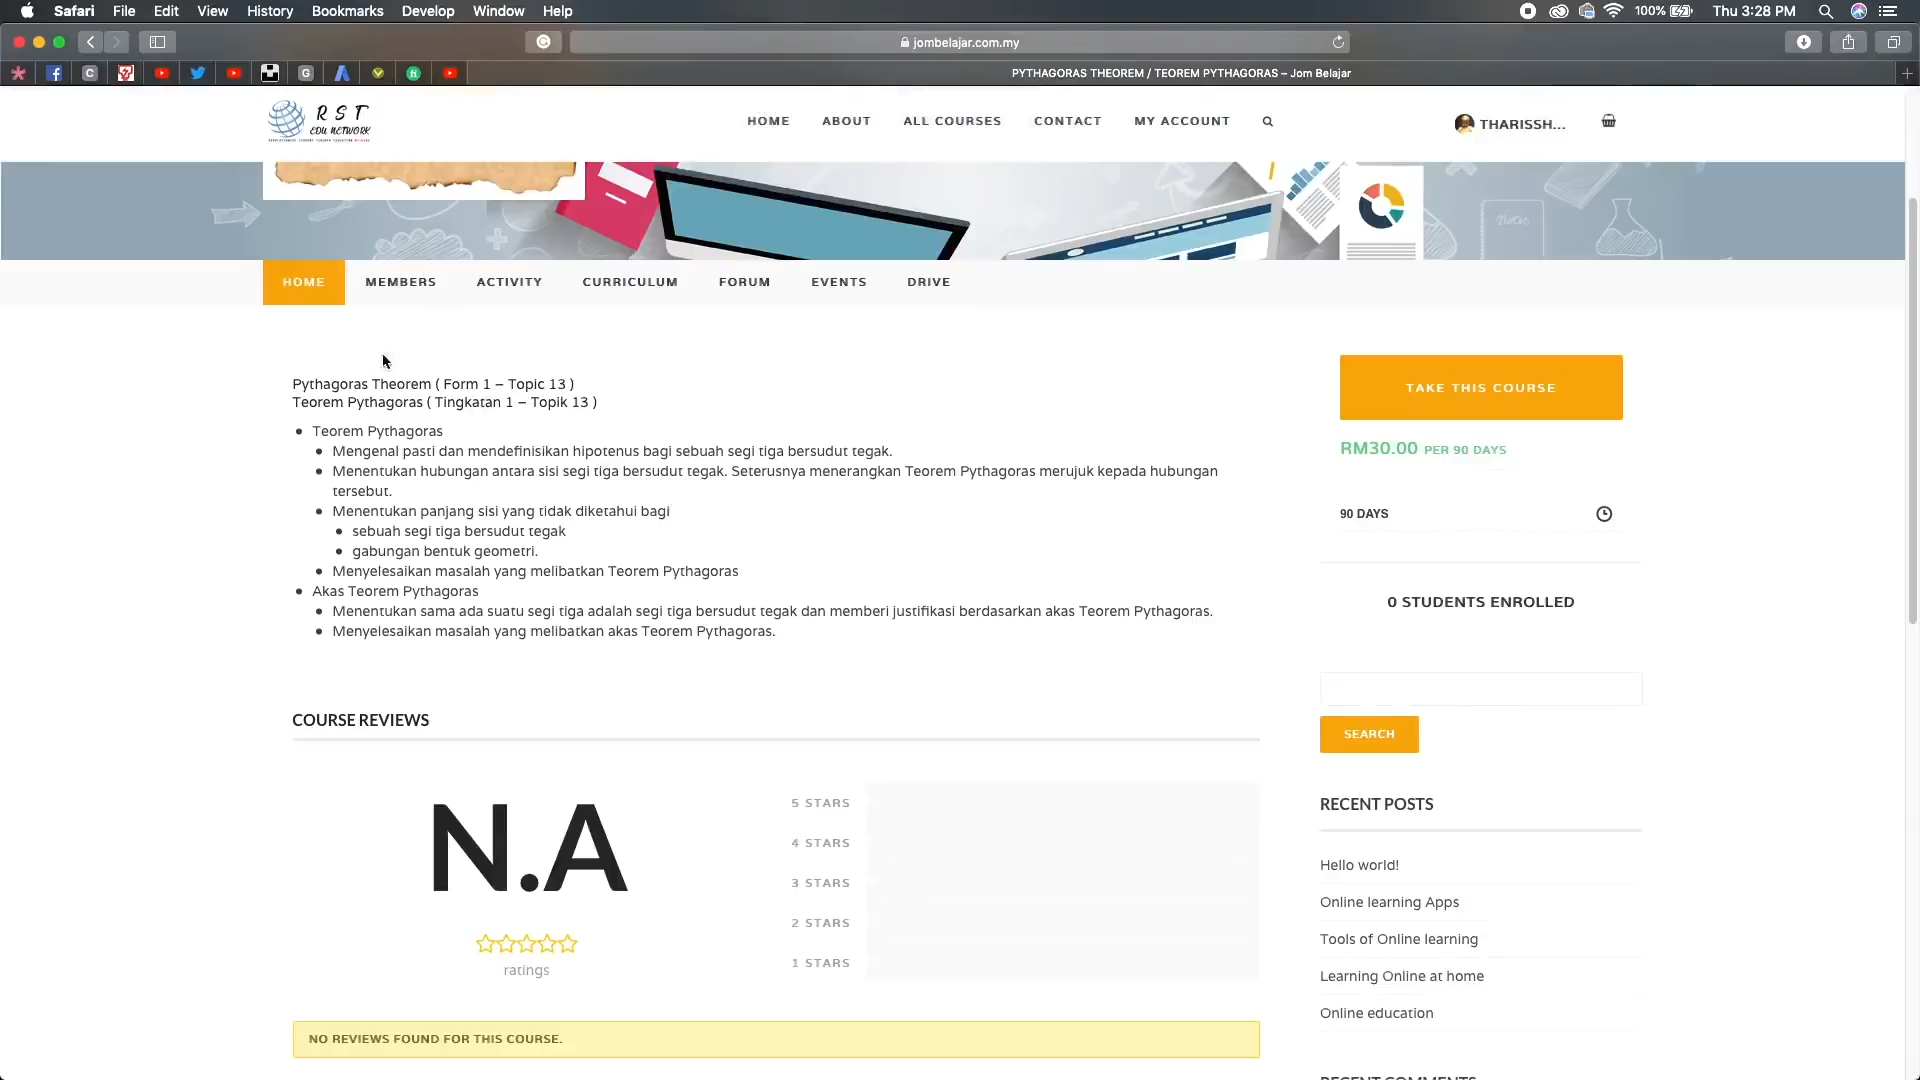 Safari File Edit View History Bookmarks Develop Window Help 100% Thu 3:28 PM
jombelajar.com.my
PYTHAGORAS THEOREM / TEOREM PYTHAGORAS – Jom Belajar
RST
EDU NETWORK
HOME ABOUT ALL COURSES CONTACT MY ACCOUNT THARISSH...
Notes
HOME MEMBERS ACTIVITY CURRICULUM FORUM EVENTS DRIVE
Pythagoras Theorem ( Form 1 – Topic 13 )
Teorem Pythagoras ( Tingkatan 1 – Topik 13 )
Teorem Pythagoras
Mengenal pasti dan mendefinisikan hipotenus bagi sebuah segi tiga bersudut tegak.
Menentukan hubungan antara sisi segi tiga bersudut tegak. Seterusnya menerangkan Teorem Pythagoras merujuk kepada hubungan
tersebut.
Menentukan panjang sisi yang tidak diketahui bagi
sebuah segi tiga bersudut tegak
gabungan bentuk geometri.
Menyelesaikan masalah yang melibatkan Teorem Pythagoras
Akas Teorem Pythagoras
Menentukan sama ada suatu segi tiga adalah segi tiga bersudut tegak dan memberi justifikasi berdasarkan akas Teorem Pythagoras.
Menyelesaikan masalah yang melibatkan akas Teorem Pythagoras.
COURSE REVIEWS
N.A
ratings
5 STARS
4 STARS
3 STARS
2 STARS
1 STARS
NO REVIEWS FOUND FOR THIS COURSE.
TAKE THIS COURSE
RM30.00 PER 90 DAYS
90 DAYS
0 STUDENTS ENROLLED
SEARCH
RECENT POSTS
Hello world!
Online learning Apps
Tools of Online learning
Learning Online at home
Online education
RECENT COMMENTS